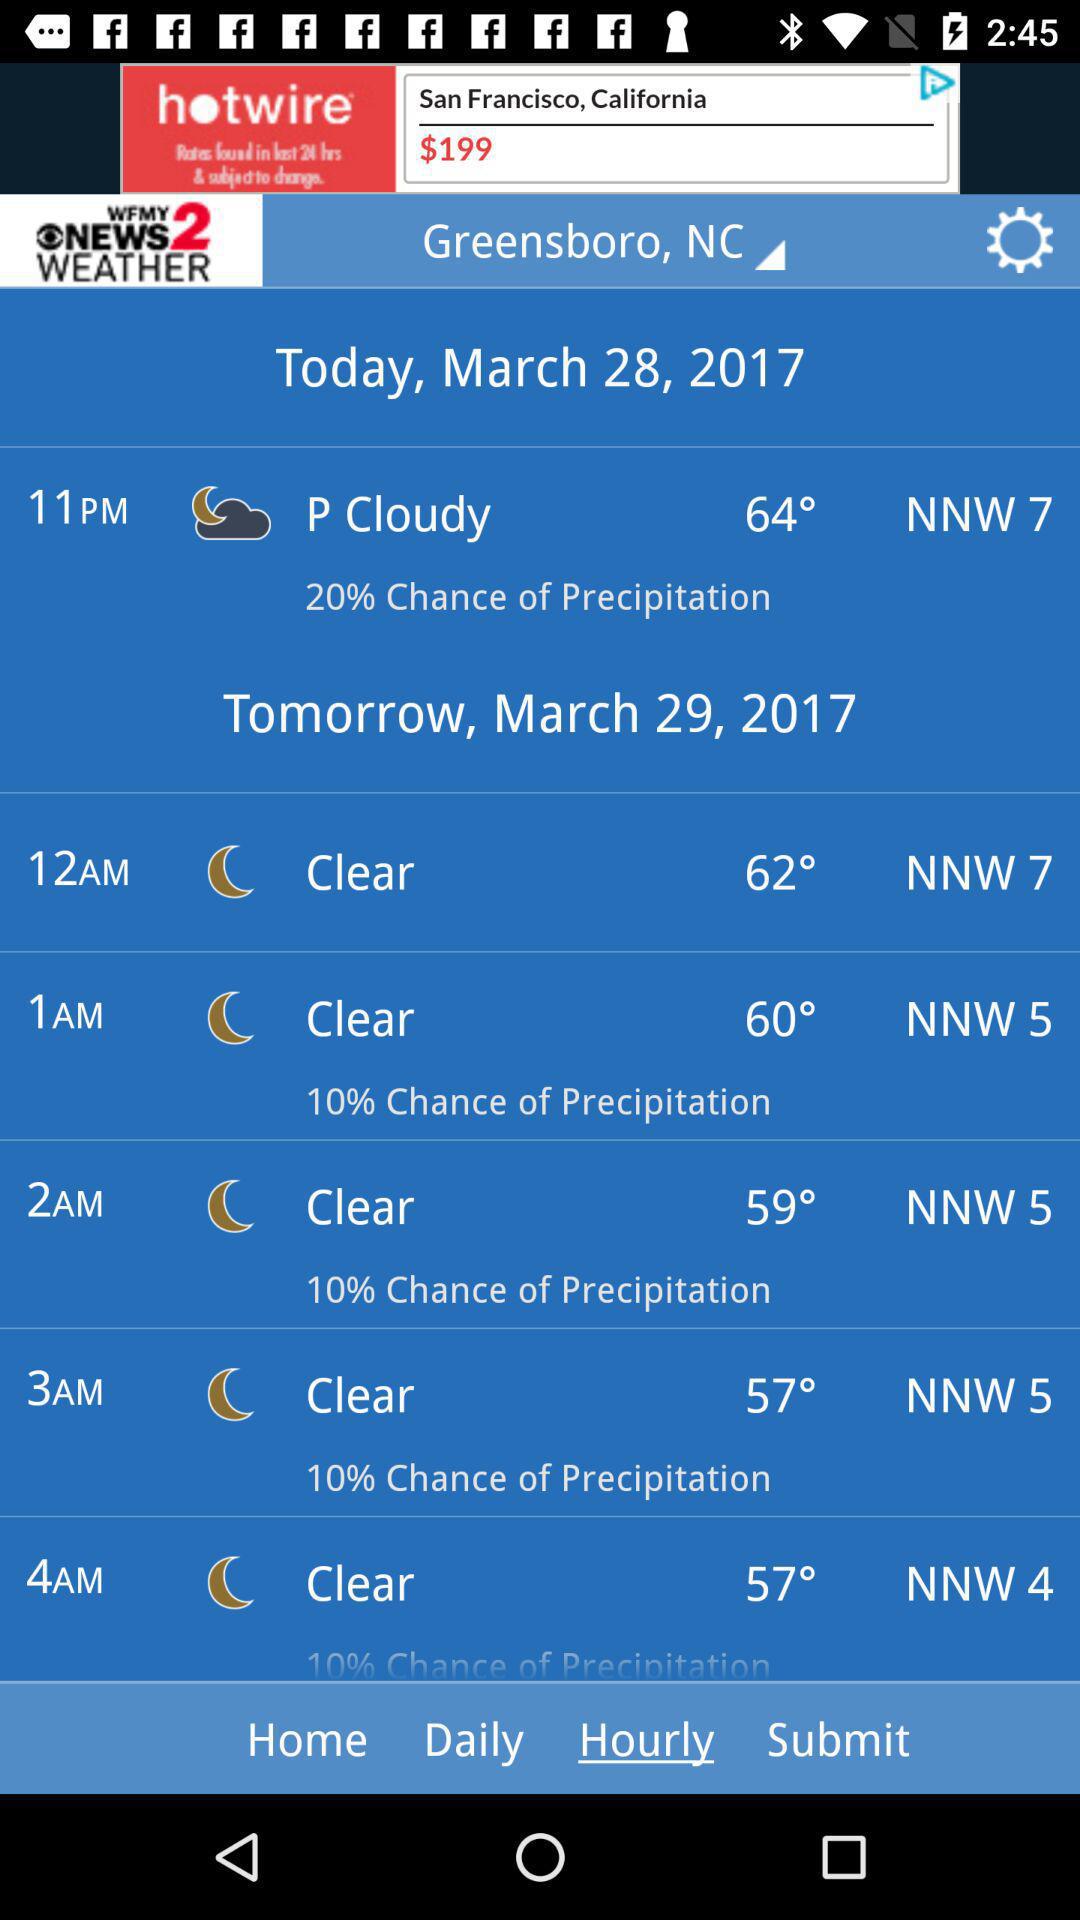 2:45
hotwire
Rates found in last 24 hrs
& subject to change.
San Francisco, California
$199
WFMY
NEWS 2
WEATHER
Greensboro, NC
Today, March 28, 2017
11PM P Cloudy 64° NNW 7
20% Chance of Precipitation
Tomorrow, March 29, 2017
12AM Clear 62° NNW 7
1AM Clear 60° NNW 5
10% Chance of Precipitation
2AM Clear 59° NNW 5
10% Chance of Precipitation
3AM Clear 57° NNW 5
10% Chance of Precipitation
4AM Clear 57° NNW 4
10% Chance of Precipitation
Home Daily Hourly Submit